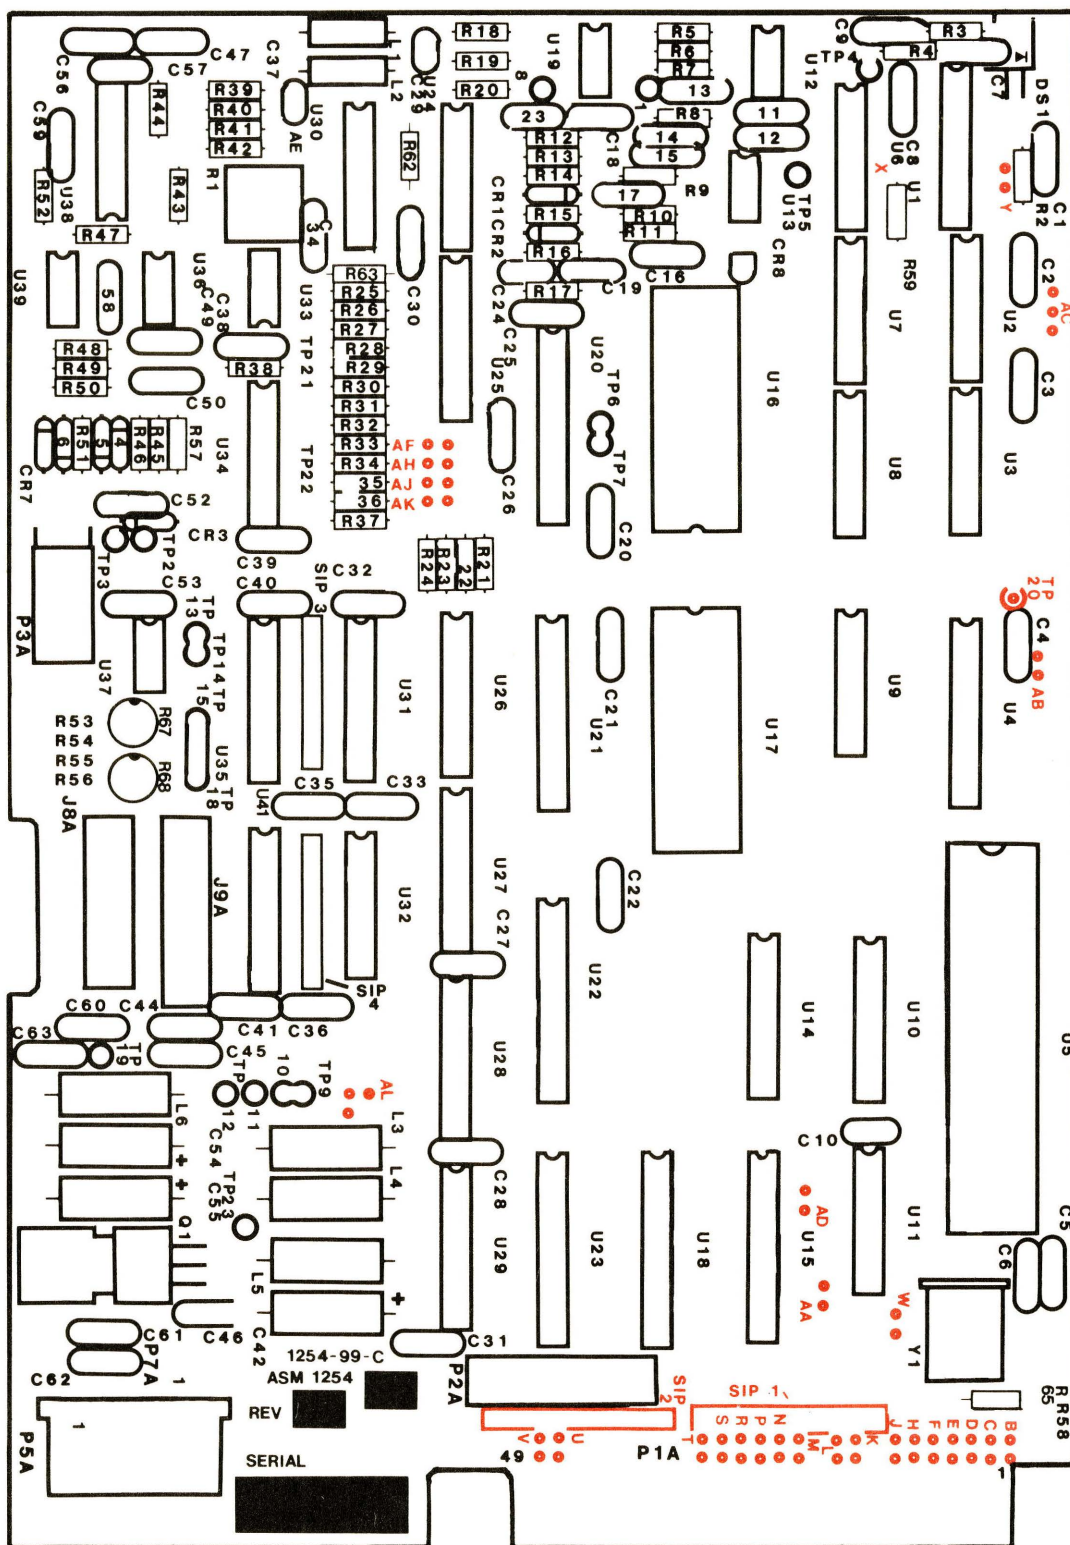 C56
C57
C47
C37
L1
L2
C29
U24
R18
R19
R20
U19
8
R5
R6
R7
1
13
U12
C9
TP4
R3
R4
C7
DS1
C59
R44
R39
R40
R41
R42
AE
U30
R62
23
R12
R13
R14
C18
R8
14
15
11
12
C8
U6
X
U1
Y
R2
C1
R52
U38
R43
R1
C
34
CR1
CR2
R15
R16
R17
17
R9
R10
R11
TP5
U13
R47
U39
58
U36
C49
C38
U33
R63
R25
R26
R27
R28
R29
R30
R31
R32
R33
R34
35
36
R37
C30
C24
C25
C19
C16
CR8
R59
U7
U2
C2
AC
R48
R49
R50
C50
R38
TP21
U25
U20
TP6
TP7
U16
C3
U3
U8
CR7
6
R51
5
4
R46
R45
R57
U34
TP22
AF
AH
AJ
AK
C26
C20
C52
CR3
TP3
TP2
C39
C40
SIP 3
C32
R24
R23
22
R21
C53
TP
13
TP14
TP
15
P3A
U37
U31
U26
U21
C21
U17
U9
TP
20
C4
AB
U4
R53
R54
R55
R56
R67
R68
U35
TP
18
U41
C35
C33
J8A
J9A
U32
U27
C27
C22
SIP
4
U22
U14
U10
U5
C60
C44
C63
TP
19
C45
C41
C36
U28
TP
12
11
10
TP9
AL
L3
L6
C54
L4
C10
C28
+
+
C55
TP23
Q1
L5
+
U29
U23
U18
AD
U15
U11
C5
C6
AA
W
Y1
C61
C46
P7A
C62
1
C42
1254-99-C
ASM 1254
REV
C31
P2A
SIP
2
SIP 1
R
65
R58
P5A
1
SERIAL
V
U
49
P1A
T
S
R
P
N
M
L
K
J
H
F
E
D
C
B
1